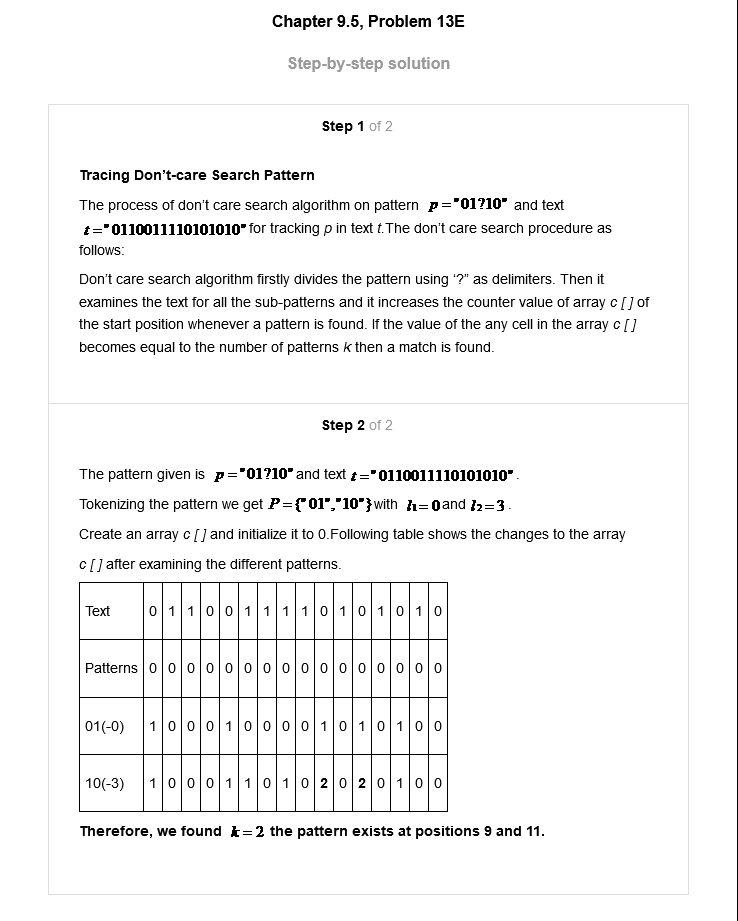 Chapter 9.5, Problem 13E
Step-by-step solution
Step 1 of 2
Tracing Don't-care Search Pattern
The process of don't care search algorithm on pattern p="01?10" and text
t="0110011110101010" for tracking p in text t.The don't care search procedure as
follows:
Don't care search algorithm firstly divides the pattern using '?" as delimiters. Then it
examines the text for all the sub-patterns and it increases the counter value of array c [ ] of
the start position whenever a pattern is found. If the value of the any cell in the array c [ ]
becomes equal to the number of patterns k then a match is found.
Step 2 of 2
The pattern given is p="01?10" and text t="0110011110101010".
Tokenizing the pattern we get P={"01","10"} with l1=0 and l2=3.
Create an array c [ ] and initialize it to 0.Following table shows the changes to the array
c [ ] after examining the different patterns.
Text 0 1 1 0 0 1 1 1 1 0 1 0 1 0 1 0
Patterns 0 0 0 0 0 0 0 0 0 0 0 0 0 0 0 0
01(-0) 1 0 0 0 1 0 0 0 0 1 0 1 0 1 0 0
10(-3) 1 0 0 0 1 1 0 1 0 2 0 2 0 1 0 0
Therefore, we found k=2 the pattern exists at positions 9 and 11.